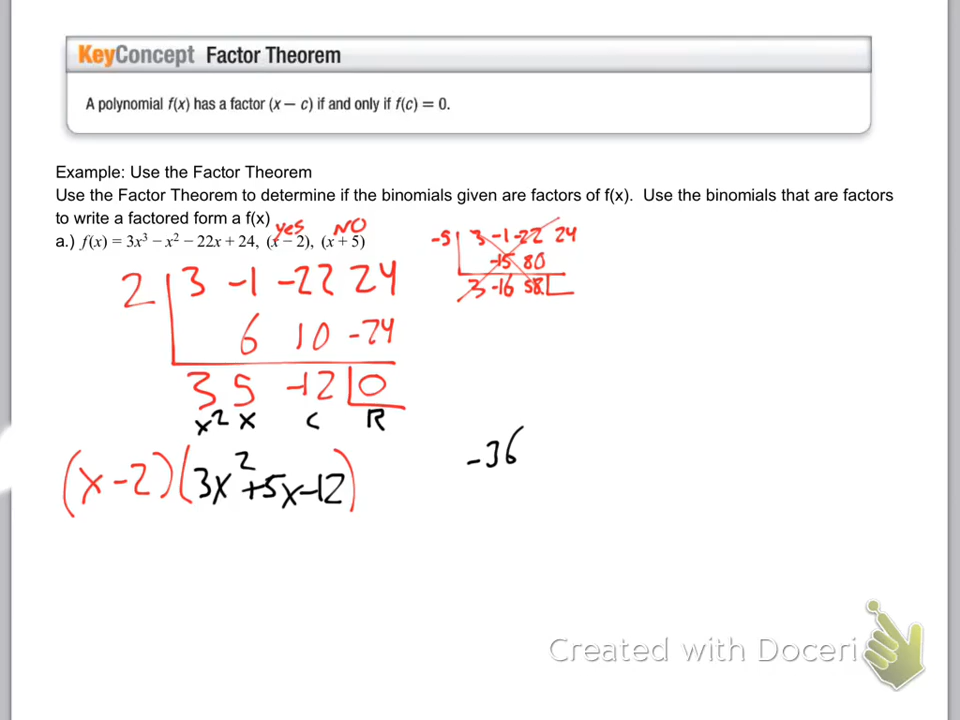 KeyConcept Factor Theorem
A polynomial f(x) has a factor (x − c) if and only if f(c) = 0.
Example: Use the Factor Theorem
Use the Factor Theorem to determine if the binomials given are factors of f(x). Use the binomials that are factors
to write a factored form a f(x)
yes NO
a.) f(x) = 3x³ − x² − 22x + 24, (x − 2), (x + 5)
-5 3 -1 -22 24
-15 80
3 -16 58
2 3 -1 -22 24
6 10 -24
3 5 -12 0
x² x c R
(x-2)(3x²+5x-12)
-36
Created with Doceri